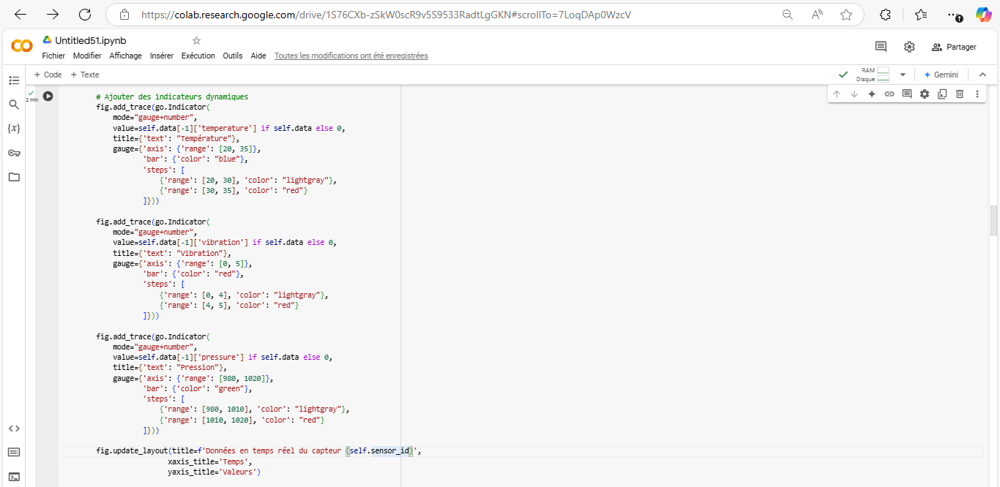 https://colab.research.google.com/drive/1S76CXb-zSkW0scR9v5S9533RadtLgGKN#scrollTo=7LoqDAp0WzcV
Untitled51.ipynb
Fichier Modifier Affichage Insérer Exécution Outils Aide Toutes les modifications ont été enregistrées
Partager
+ Code + Texte
RAM
Disque
Gemini
2 min
# Ajouter des indicateurs dynamiques
fig.add_trace(go.Indicator(
    mode="gauge+number",
    value=self.data[-1]['temperature'] if self.data else 0,
    title={'text': "Température"},
    gauge={'axis': {'range': [20, 35]},
           'bar': {'color': "blue"},
           'steps': [
               {'range': [20, 30], 'color': "lightgray"},
               {'range': [30, 35], 'color': "red"}
           ]}))
fig.add_trace(go.Indicator(
    mode="gauge+number",
    value=self.data[-1]['vibration'] if self.data else 0,
    title={'text': "Vibration"},
    gauge={'axis': {'range': [0, 5]},
           'bar': {'color': "red"},
           'steps': [
               {'range': [0, 4], 'color': "lightgray"},
               {'range': [4, 5], 'color': "red"}
           ]}))
fig.add_trace(go.Indicator(
    mode="gauge+number",
    value=self.data[-1]['pressure'] if self.data else 0,
    title={'text': "Pression"},
    gauge={'axis': {'range': [980, 1020]},
           'bar': {'color': "green"},
           'steps': [
               {'range': [980, 1010], 'color': "lightgray"},
               {'range': [1010, 1020], 'color': "red"}
           ]}))
fig.update_layout(title=f'Données en temps réel du capteur {self.sensor_id}',
                 xaxis_title='Temps',
                 yaxis_title='Valeurs')